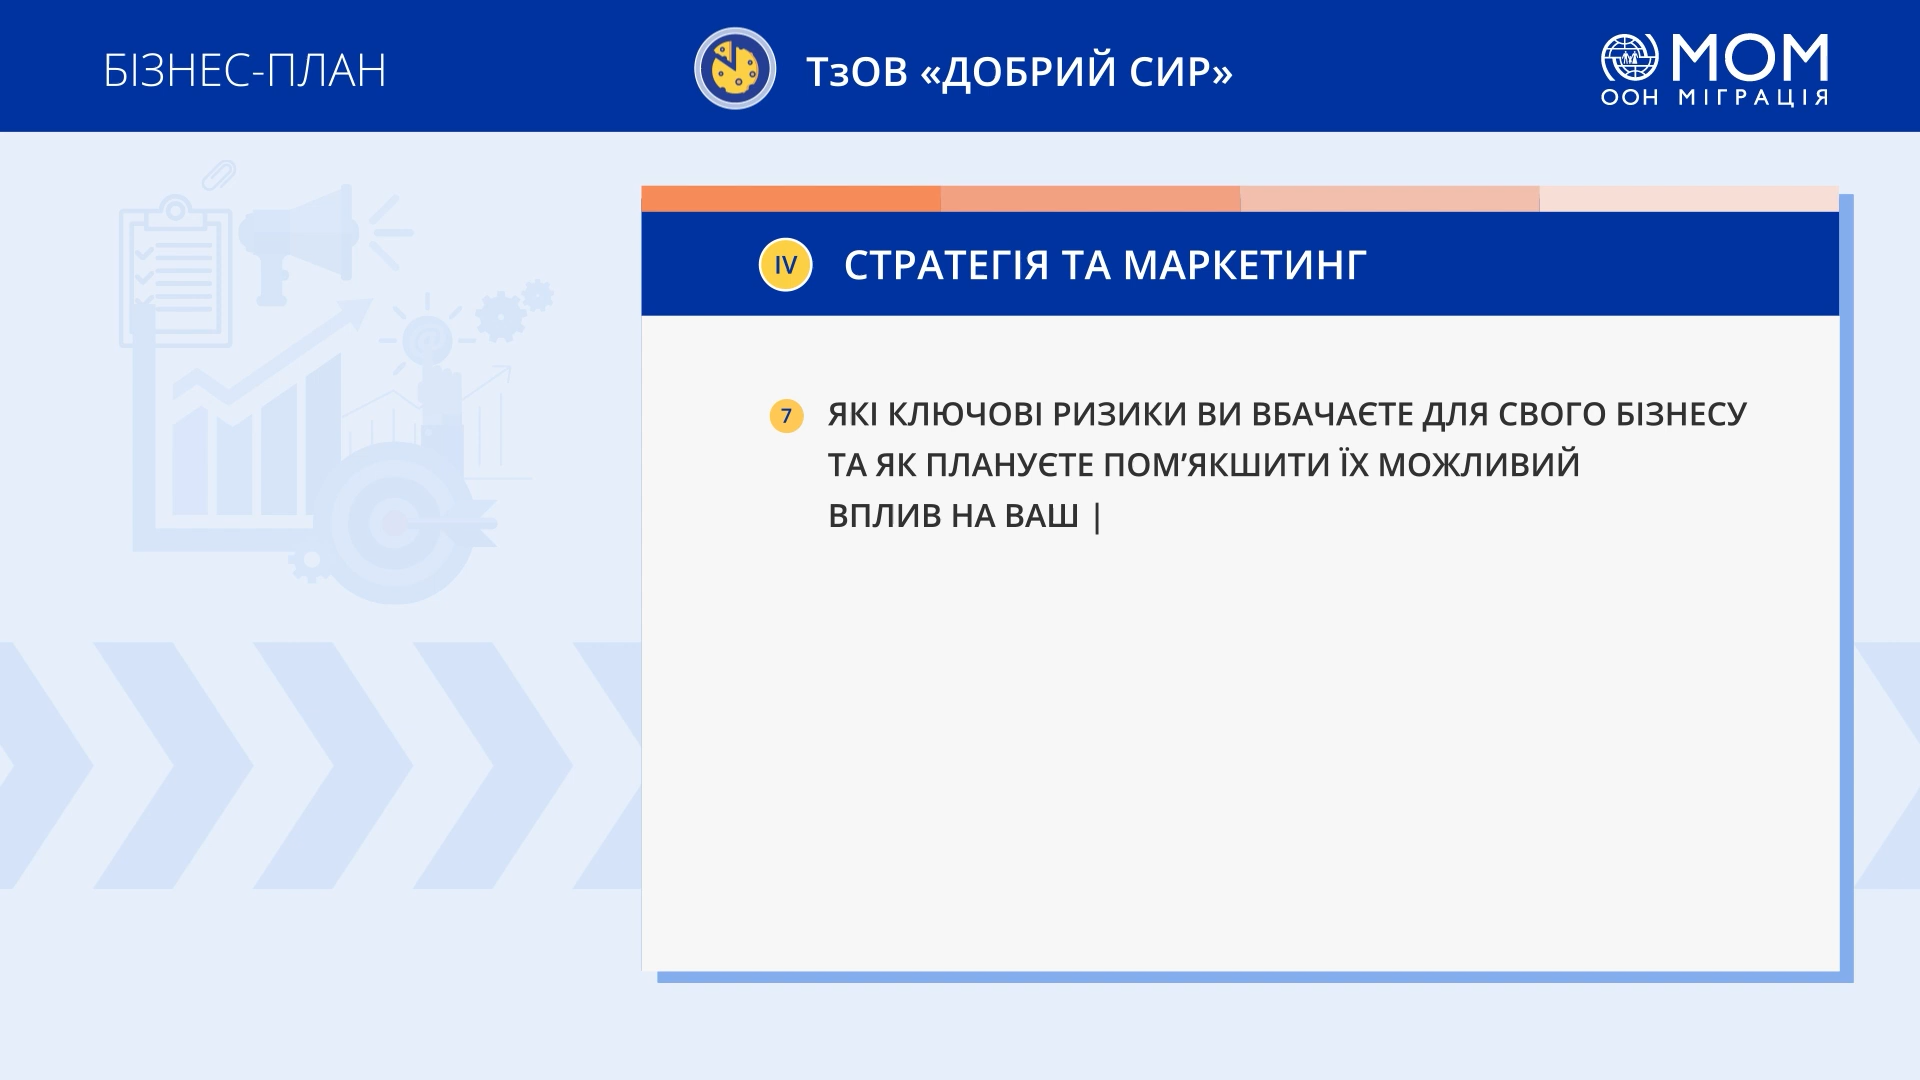 БІЗНЕС-ПЛАН
ТзОВ «ДОБРИЙ СИР»
МОМ
ООН МІГРАЦІЯ
IV СТРАТЕГІЯ ТА МАРКЕТИНГ
7 ЯКІ КЛЮЧОВІ РИЗИКИ ВИ ВБАЧАЄТЕ ДЛЯ СВОГО БІЗНЕСУ
ТА ЯК ПЛАНУЄТЕ ПОМ’ЯКШИТИ ЇХ МОЖЛИВИЙ
ВПЛИВ НА ВАШ |